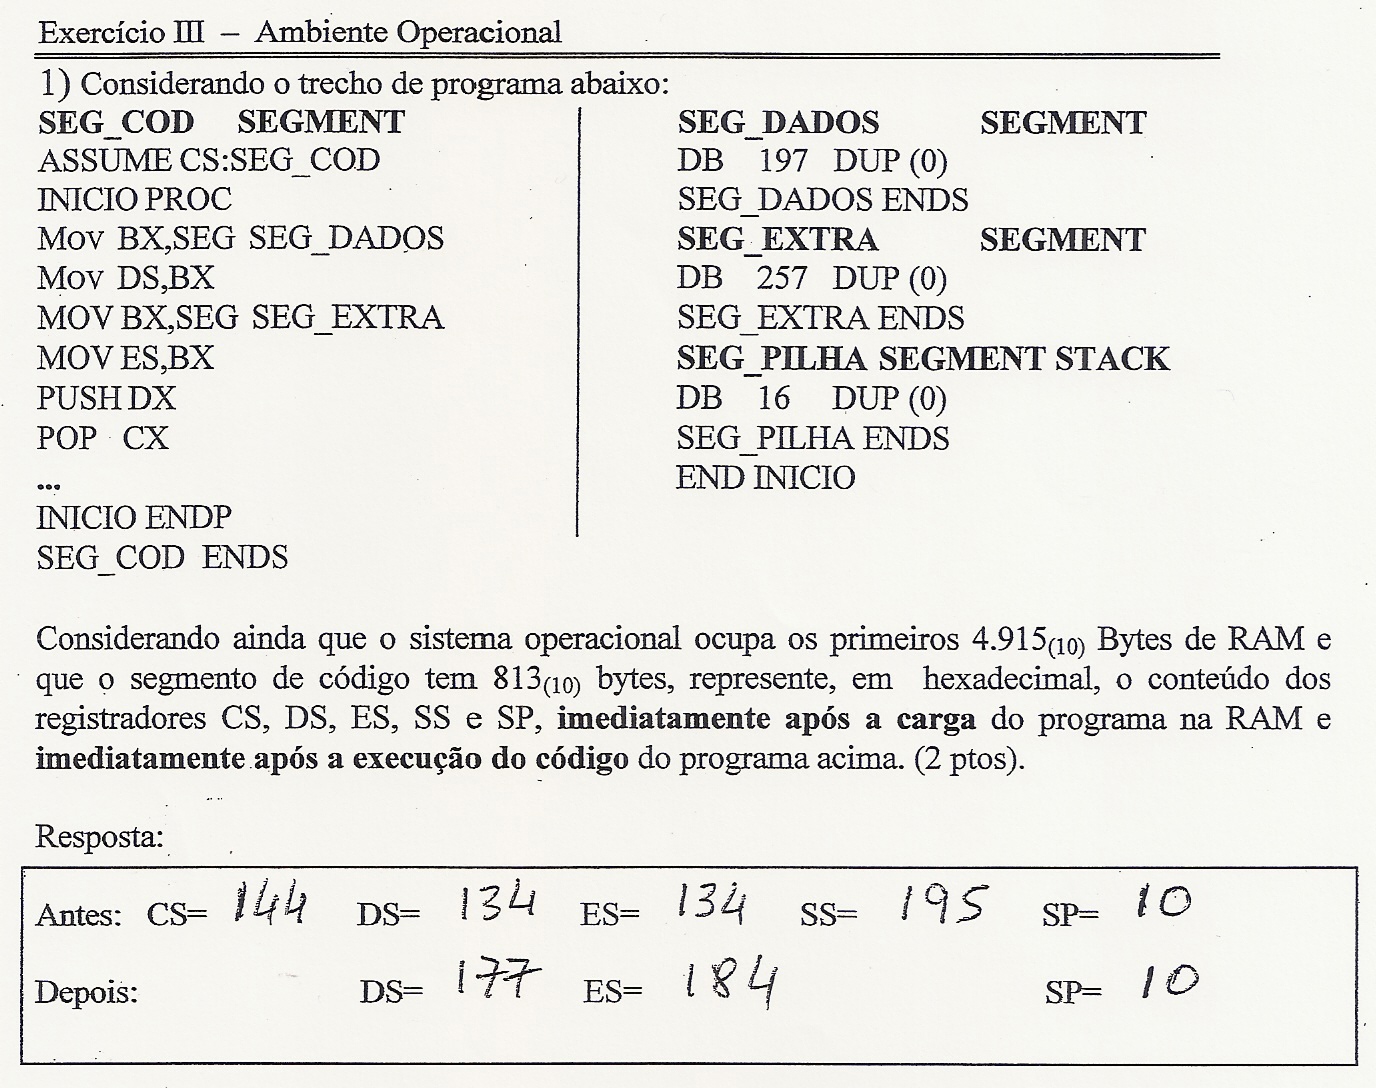 Exercício III – Ambiente Operacional
1) Considerando o trecho de programa abaixo:
SEG_COD SEGMENT
ASSUME CS:SEG_COD
INICIO PROC
Mov BX,SEG SEG_DADOS
Mov DS,BX
MOV BX,SEG SEG_EXTRA
MOV ES,BX
PUSH DX
POP CX
...
INICIO ENDP
SEG_COD ENDS
SEG_DADOS SEGMENT
DB 197 DUP (0)
SEG_DADOS ENDS
SEG_EXTRA SEGMENT
DB 257 DUP (0)
SEG_EXTRA ENDS
SEG_PILHA SEGMENT STACK
DB 16 DUP (0)
SEG_PILHA ENDS
END INICIO
Considerando ainda que o sistema operacional ocupa os primeiros 4.915(10) Bytes de RAM e
que o segmento de código tem 813(10) bytes, represente, em hexadecimal, o conteúdo dos
registradores CS, DS, ES, SS e SP, imediatamente após a carga do programa na RAM e
imediatamente após a execução do código do programa acima. (2 ptos).
Resposta:
Antes: CS= 144 DS= 134 ES= 134 SS= 195 SP= 10
Depois: DS= 177 ES= 184 SP= 10